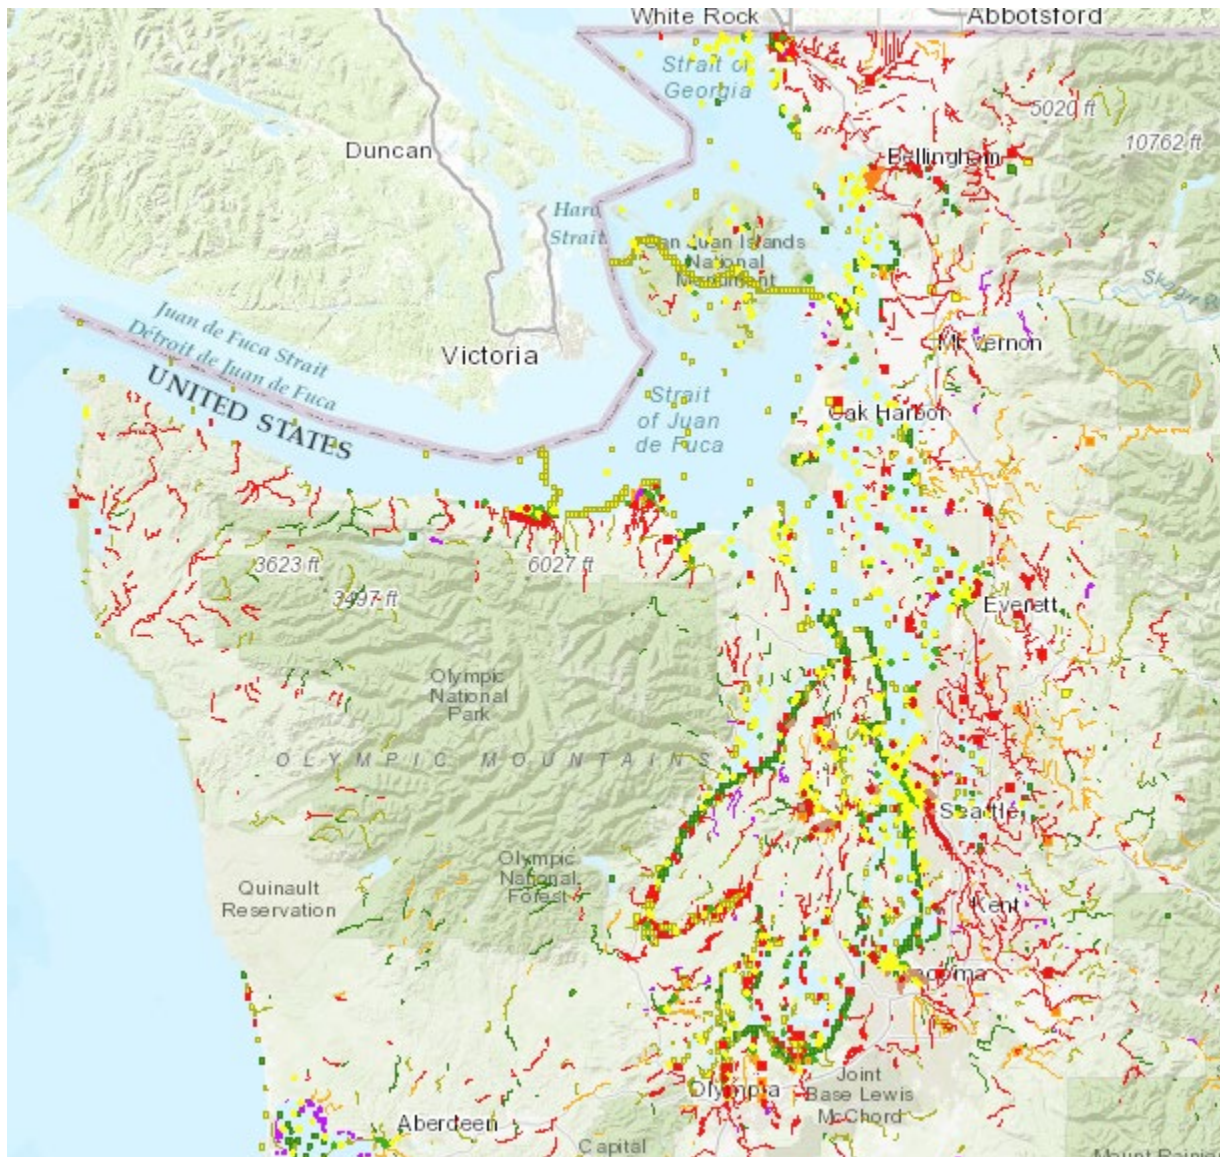 White Rock
Abbotsford
Strait of
Georgia
5020 ft
10762 ft
Duncan
Bellingham
Haro
Strait
San Juan Islands
National
Monument
Juan de Fuca Strait
Détroit de Juan de Fuca
UNITED STATES
Victoria
Mt Vernon
Strait
of Juan
de Fuca
Oak Harbor
3623 ft
6027 ft
3497 ft
Everett
Olympic
National
Park
OLYMPIC MOUNTAINS
Seattle
Olympic
National
Forest
Quinault
Reservation
Kent
Tacoma
Olympia
Joint
Base Lewis
McChord
Aberdeen
Capital